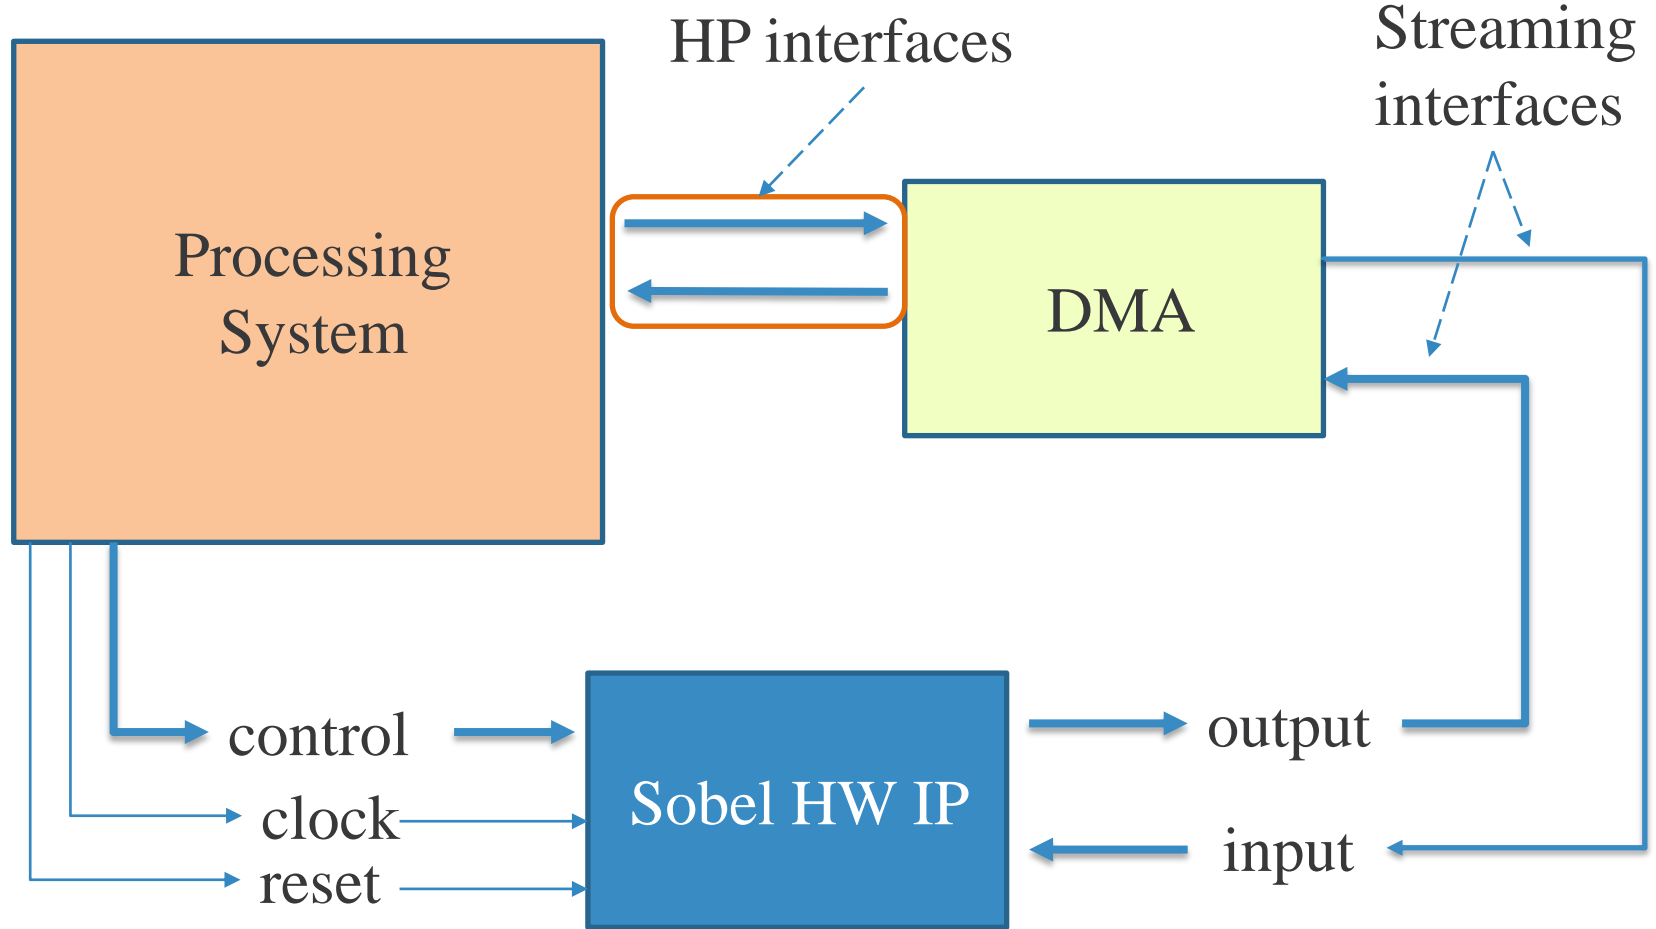 HP interfaces
Streaming
interfaces
Processing
System
DMA
control
clock
reset
Sobel HW IP
output
input